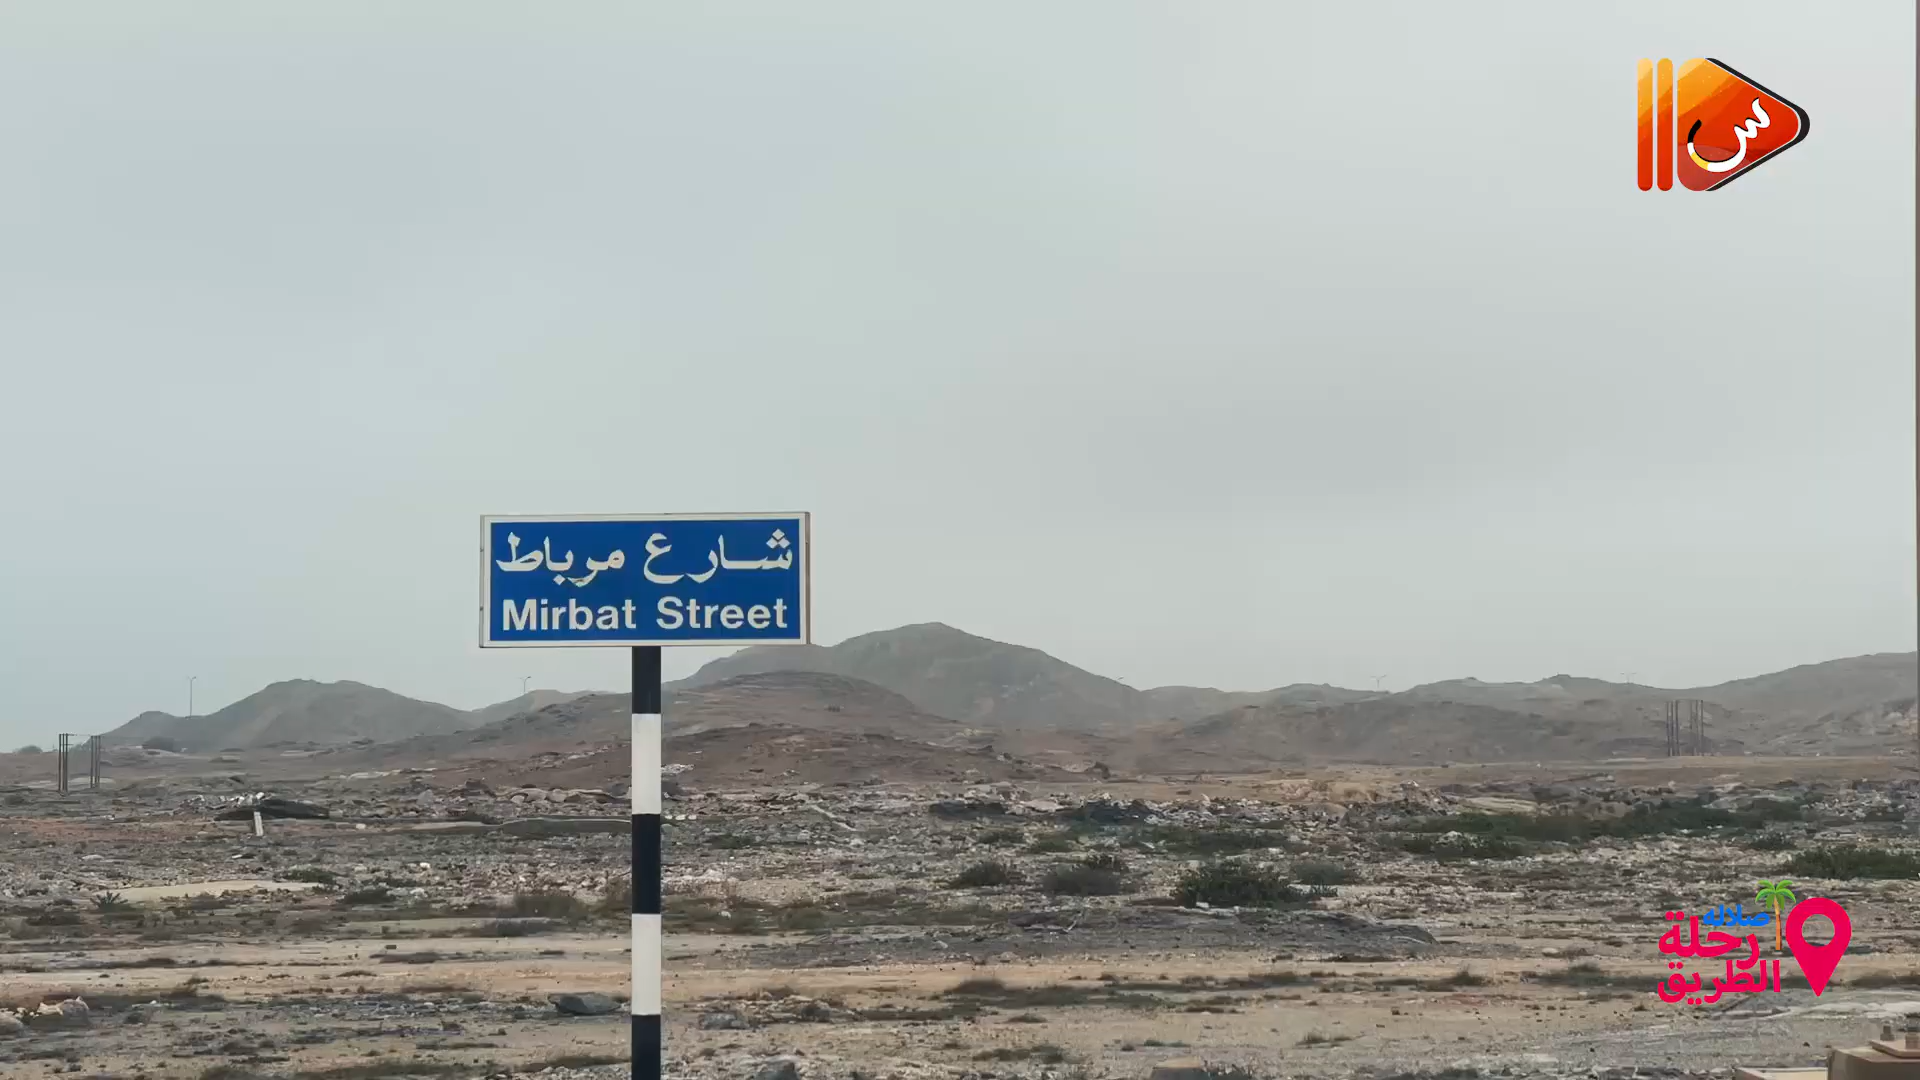 س
شارع مرباط
Mirbat Street
صلالة
رحلة
الطريق